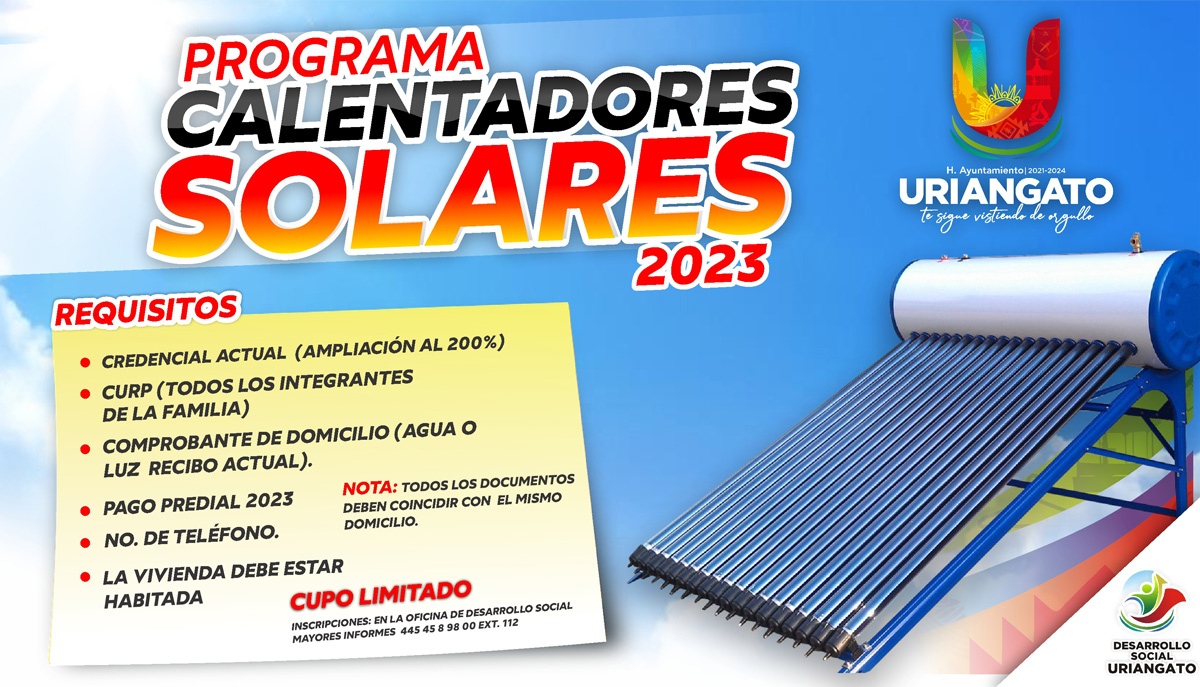 PROGRAMA
CALENTADORES
SOLARES
2023
H. Ayuntamiento | 2021-2024
URIANGATO
te sigue vistiendo de orgullo
REQUISITOS
CREDENCIAL ACTUAL (AMPLIACIÓN AL 200%)
CURP (TODOS LOS INTEGRANTES
DE LA FAMILIA)
COMPROBANTE DE DOMICILIO (AGUA O
LUZ RECIBO ACTUAL).
PAGO PREDIAL 2023
NO. DE TELÉFONO.
LA VIVIENDA DEBE ESTAR
HABITADA
NOTA: TODOS LOS DOCUMENTOS
DEBEN COINCIDIR CON EL MISMO
DOMICILIO.
CUPO LIMITADO
INSCRIPCIONES: EN LA OFICINA DE DESARROLLO SOCIAL
MAYORES INFORMES 445 45 8 98 00 EXT. 112
DESARROLLO
SOCIAL
URIANGATO